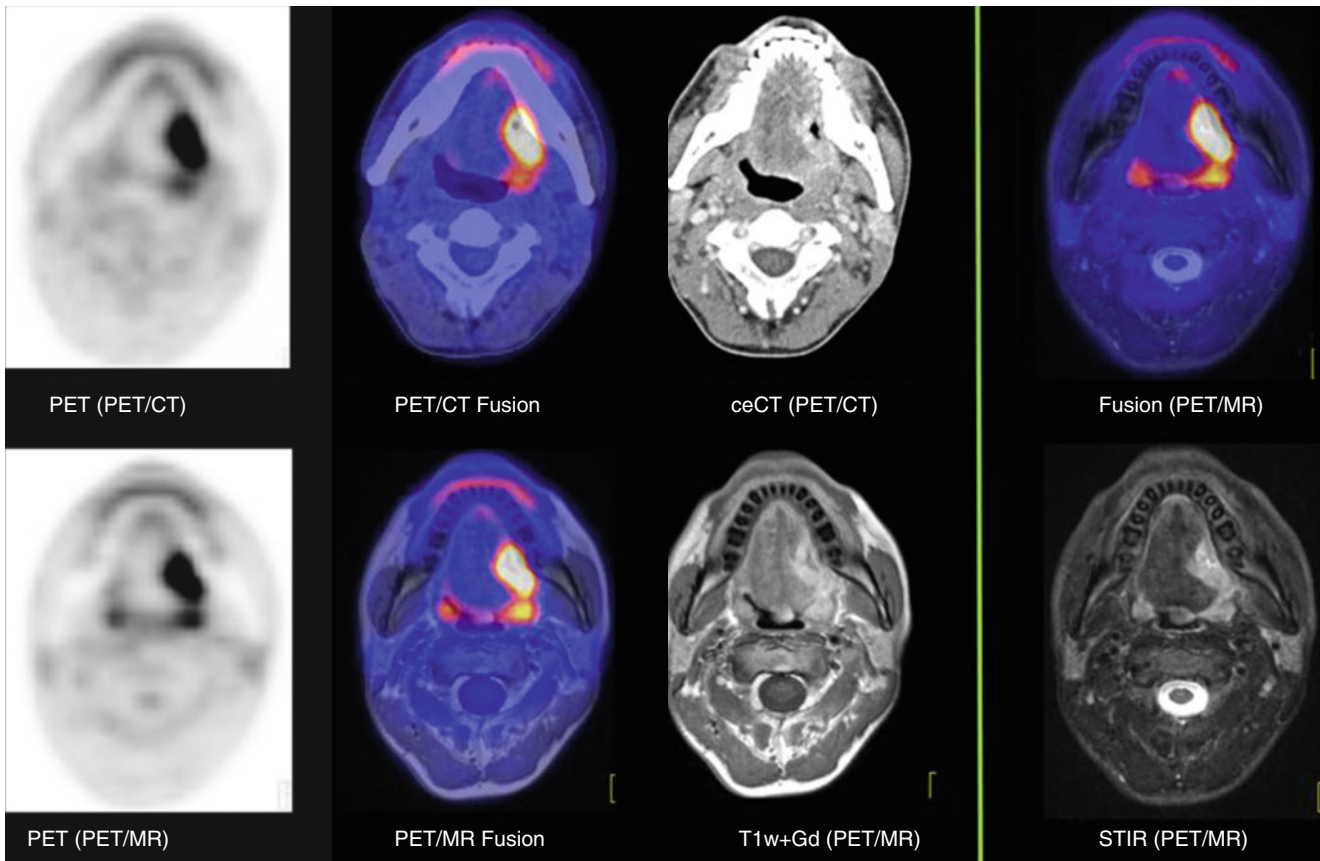 PET (PET/CT)
PET/CT Fusion
ceCT (PET/CT)
Fusion (PET/MR)
PET (PET/MR)
PET/MR Fusion
T1w+Gd (PET/MR)
STIR (PET/MR)